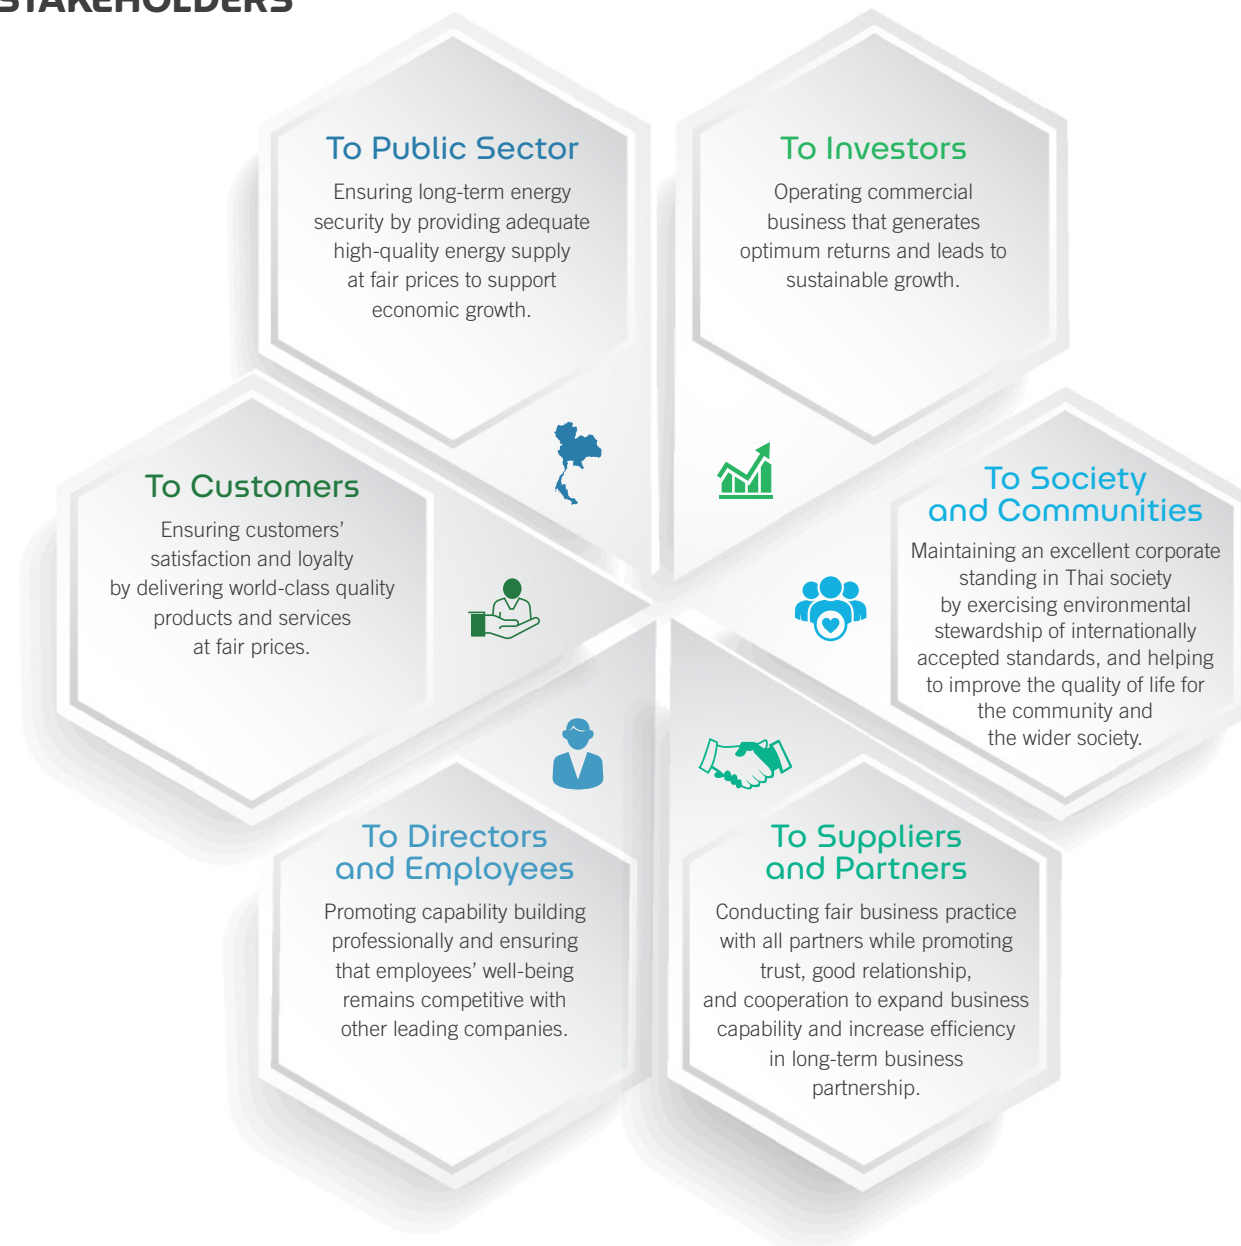 STAKEHOLDERS
To Public Sector
Ensuring long-term energy
security by providing adequate
high-quality energy supply
at fair prices to support
economic growth.
To Investors
Operating commercial
business that generates
optimum returns and leads to
sustainable growth.
To Customers
Ensuring customers’
satisfaction and loyalty
by delivering world-class quality
products and services
at fair prices.
To Society
and Communities
Maintaining an excellent corporate
standing in Thai society
by exercising environmental
stewardship of internationally
accepted standards, and helping
to improve the quality of life for
the community and
the wider society.
To Directors
and Employees
Promoting capability building
professionally and ensuring
that employees’ well-being
remains competitive with
other leading companies.
To Suppliers
and Partners
Conducting fair business practice
with all partners while promoting
trust, good relationship,
and cooperation to expand business
capability and increase efficiency
in long-term business
partnership.